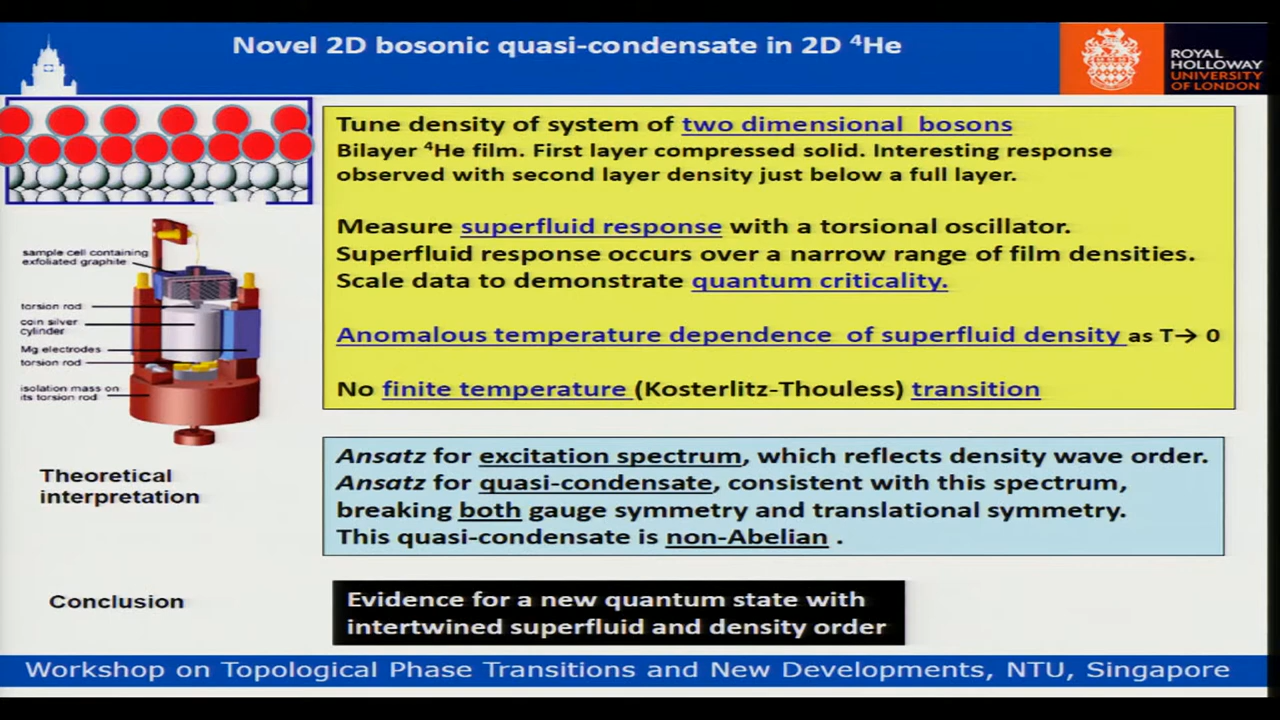 Novel 2D bosonic quasi-condensate in 2D ⁴He
ROYAL
HOLLOWAY
UNIVERSITY
OF LONDON
Tune density of system of two dimensional bosons
Bilayer ⁴He film. First layer compressed solid. Interesting response
observed with second layer density just below a full layer.
Measure superfluid response with a torsional oscillator.
Superfluid response occurs over a narrow range of film densities.
Scale data to demonstrate quantum criticality.
Anomalous temperature dependence of superfluid density as T→ 0
No finite temperature (Kosterlitz-Thouless) transition
sample cell containing
exfoliated graphite
torsion rod
coin silver
cylinder
Mg electrodes
torsion rod
isolation mass on
its torsion rod
Theoretical
interpretation
Ansatz for excitation spectrum, which reflects density wave order.
Ansatz for quasi-condensate, consistent with this spectrum,
breaking both gauge symmetry and translational symmetry.
This quasi-condensate is non-Abelian .
Conclusion
Evidence for a new quantum state with
intertwined superfluid and density order
Workshop on Topological Phase Transitions and New Developments, NTU, Singapore